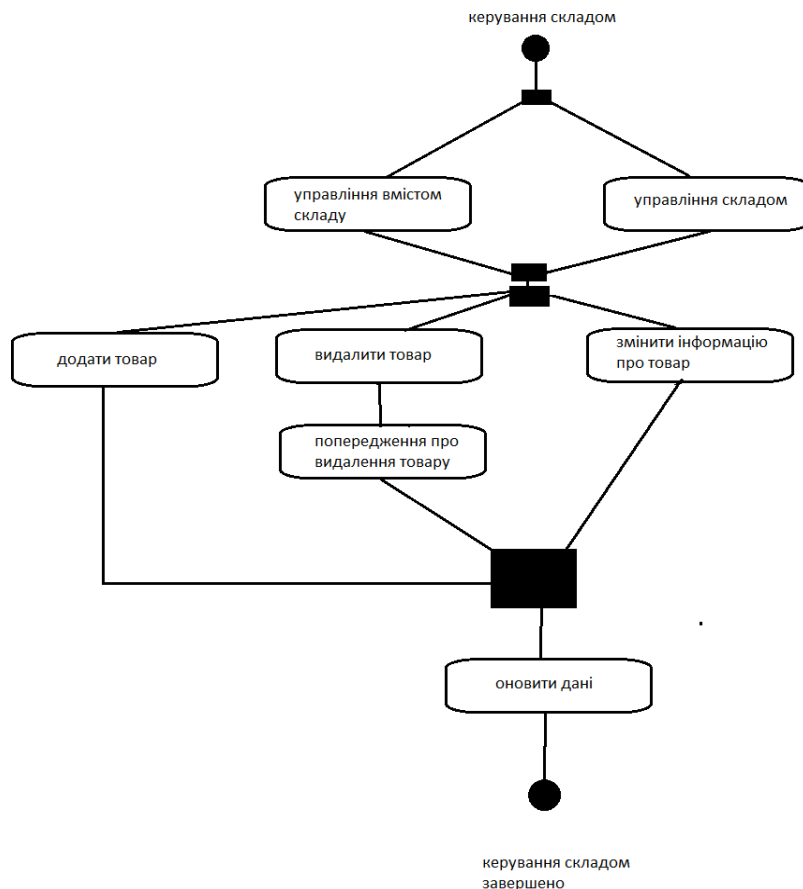 керування складом
управління вмістом
складу
управління складом
додати товар
видалити товар
змінити інформацію
про товар
попередження про
видалення товару
оновити дані
керування складом
завершено